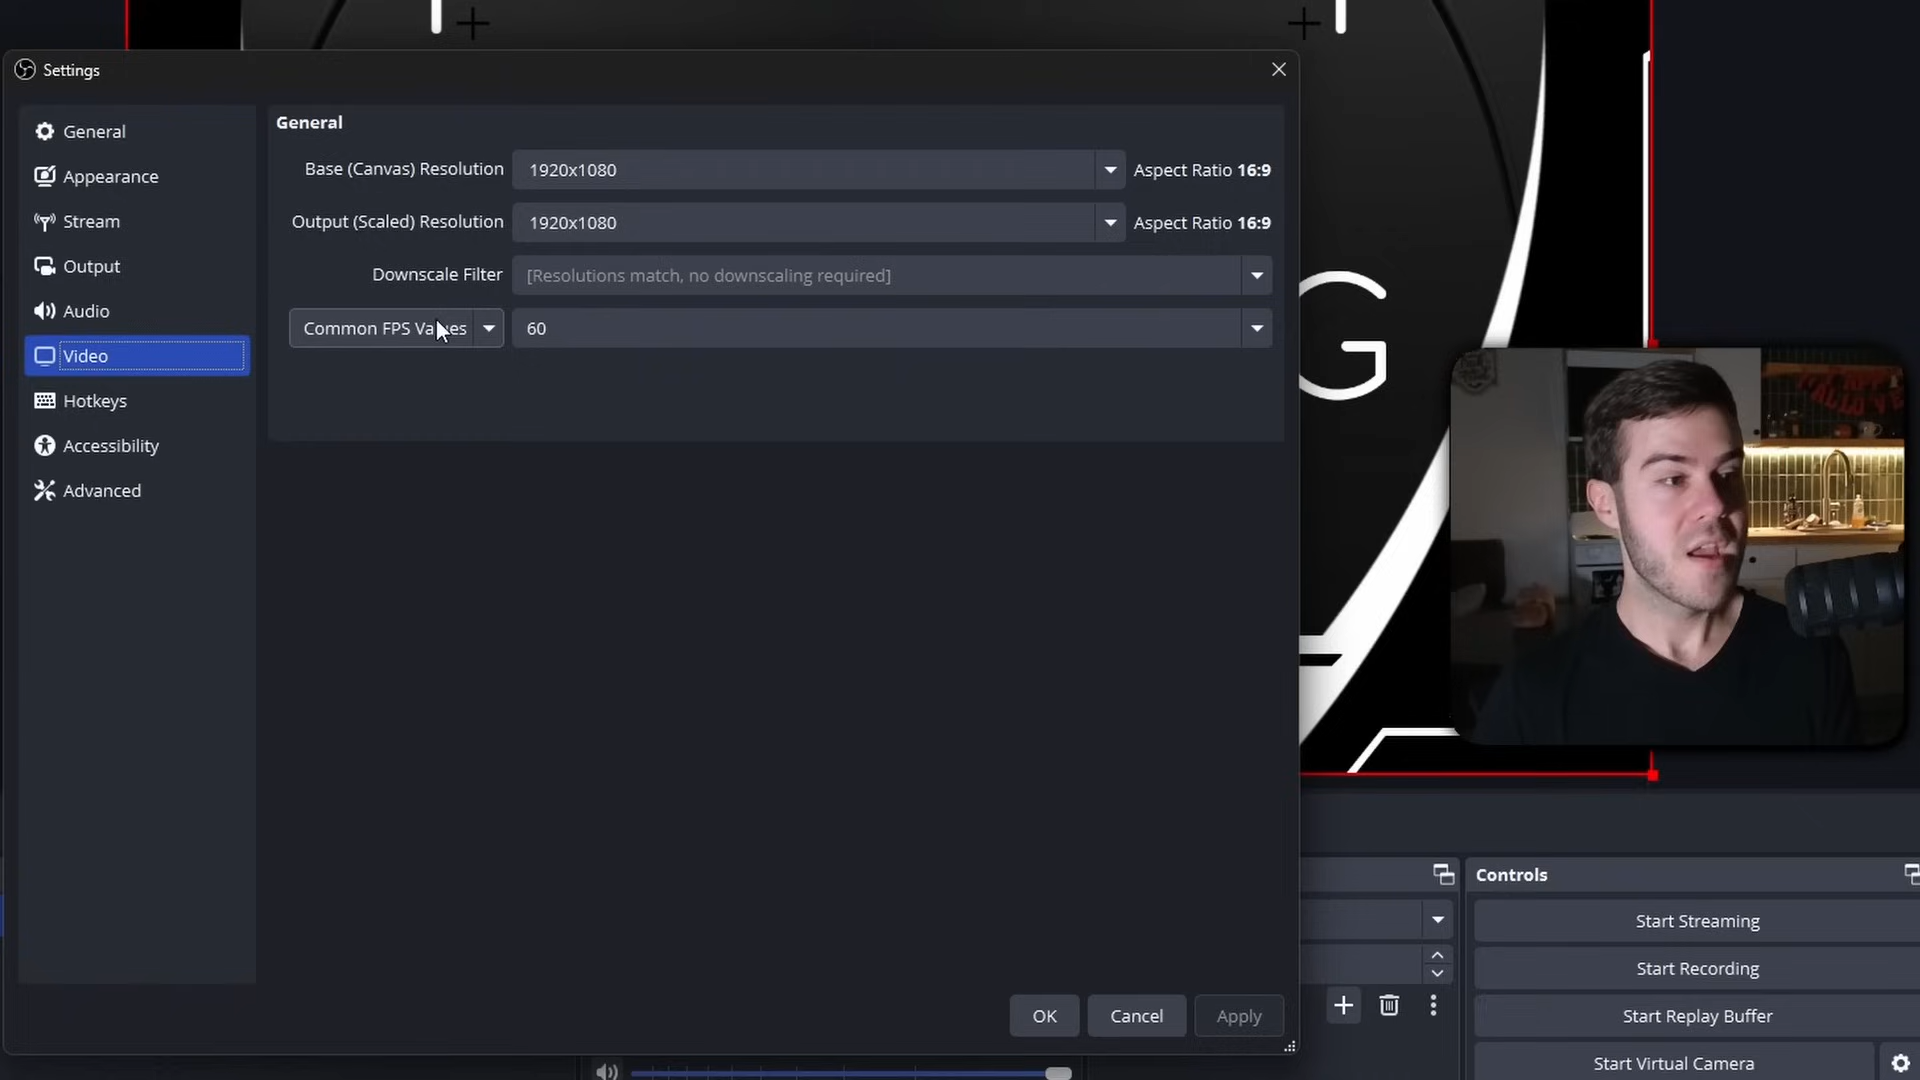 Settings
General
Appearance
Stream
Output
Audio
Video
Hotkeys
Accessibility
Advanced
General
Base (Canvas) Resolution 1920x1080 Aspect Ratio 16:9
Output (Scaled) Resolution 1920x1080 Aspect Ratio 16:9
Downscale Filter [Resolutions match, no downscaling required]
Common FPS Values 60
OK Cancel Apply
G
Controls
Start Streaming
Start Recording
Start Replay Buffer
Start Virtual Camera